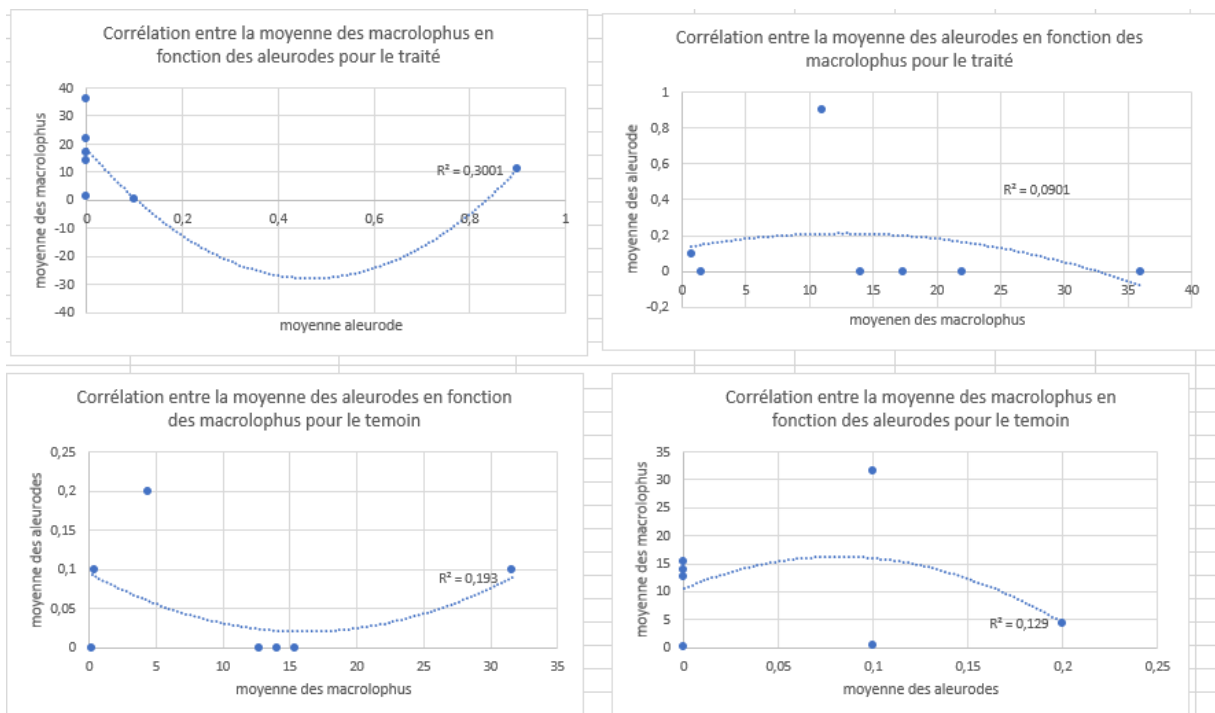 Corrélation entre la moyenne des macrolophus en
fonction des aleurodes pour le traité
moyenne des macrolophus
40
30
20
10
0
-10
-20
-30
-40
0
0,2
0,4
0,6
0,8
1
R² = 0,3001
moyenne aleurode
Corrélation entre la moyenne des aleurodes en fonction des
macrolophus pour le traité
moyenne des aleurode
1
0,8
0,6
0,4
0,2
0
-0,2
0
5
10
15
20
25
30
35
40
R² = 0,0901
moyenen des macrolophus
Corrélation entre la moyenne des aleurodes en fonction
des macrolophus pour le temoin
moyenne des aleurodes
0,25
0,2
0,15
0,1
0,05
0
0
5
10
15
20
25
30
35
R² = 0,193
moyenne des macrolophus
Corrélation entre la moyenne des macrolophus en
fonction des aleurodes pour le temoin
moyenne des macrolophus
35
30
25
20
15
10
5
0
0
0,05
0,1
0,15
0,2
0,25
R² = 0,129
moyenne des aleurodes